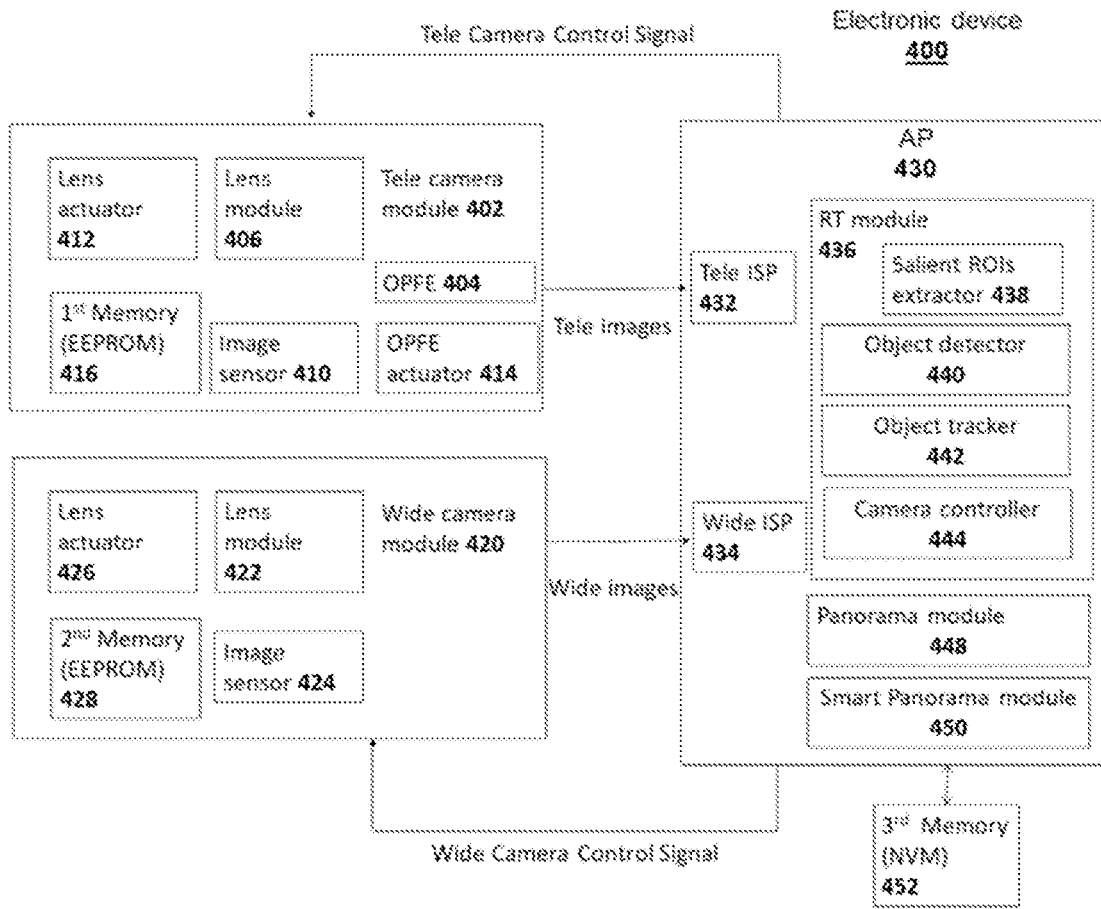 Electronic device
400
Tele Camera Control Signal
Lens
actuator
412
Lens
module
406
Tele camera
module 402
OPFE 404
1st Memory
(EEPROM)
416
Image
sensor 410
OPFE
actuator 414
Tele images
AP
430
Tele ISP
432
RT module
436
Salient ROIs
extractor 438
Object detector
440
Object tracker
442
Camera controller
444
Lens
actuator
426
Lens
module
422
Wide camera
module 420
2nd Memory
(EEPROM)
428
Image
sensor 424
Wide images
Wide ISP
434
Panorama module
448
Smart Panorama module
450
Wide Camera Control Signal
3rd Memory
(NVM)
452